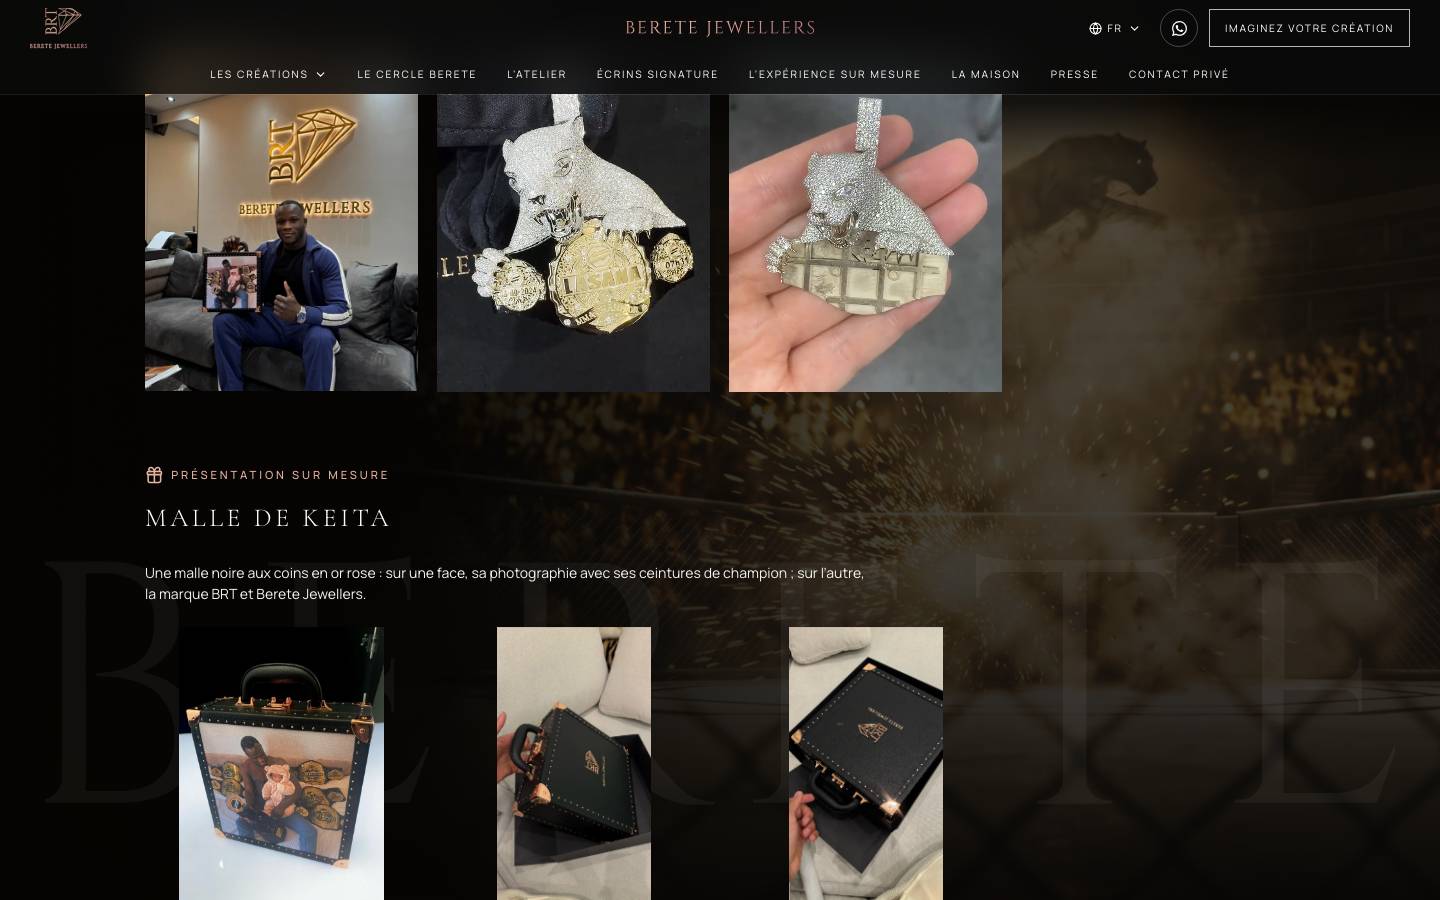 BRT
BERETE JEWELLERS
BERETE JEWELLERS
FR
IMAGINEZ VOTRE CRÉATION
LES CRÉATIONS
LE CERCLE BERETE
L'ATELIER
ÉCRINS SIGNATURE
L'EXPÉRIENCE SUR MESURE
LA MAISON
PRESSE
CONTACT PRIVÉ
BRT
PRÉSENTATION SUR MESURE
MALLE DE KEITA
Une malle noire aux coins en or rose : sur une face, sa photographie avec ses ceintures de champion ; sur l'autre,
la marque BRT et Berete Jewellers.
BERETE